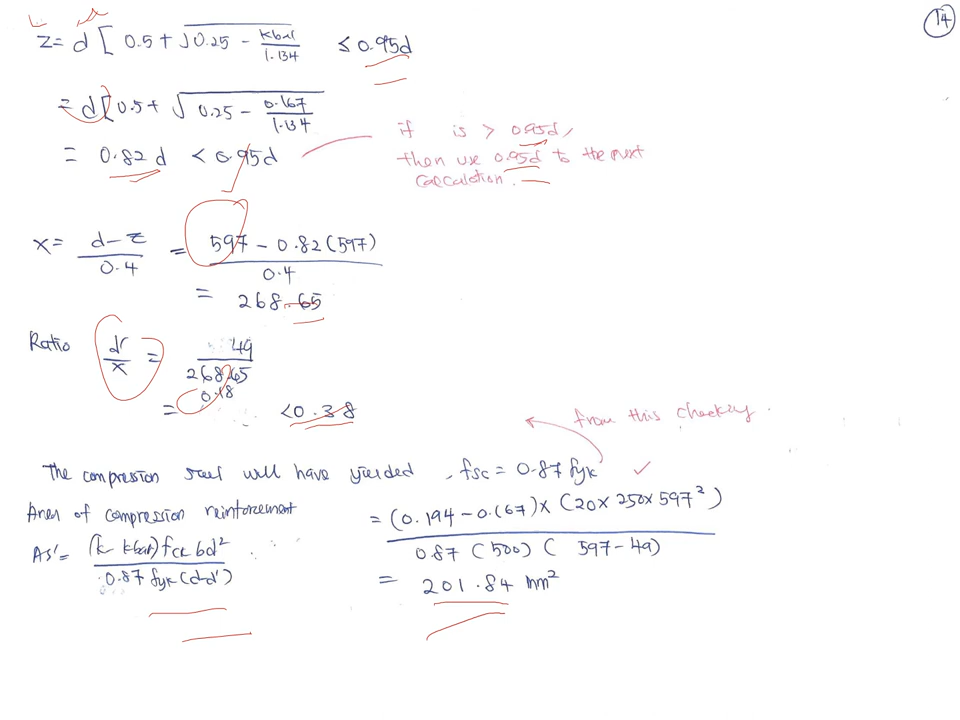 14
z = d [ 0.5 + √0.25 - kbal/1.134 ≤ 0.95d
= d [ 0.5 + √0.25 - 0.167/1.134
= 0.82 d < 0.95d
if is > 0.95d,
then use 0.95d to the next
calculation.
x = d-z/0.4 = 597 - 0.82 (597)/0.4
= 268.65
Ratio d'/x = 49/268.65
= 0.18 < 0.38
from this checking.
The compression steel will have yielded, fsc = 0.87 fyk ✓
Area of compression reinforcement
As' = (k kbal) fck bd²/0.87 fyk (d-d') = (0.194 - 0.167) x (20 x 250 x 597²)/0.87 (500) ( 597 - 49)
= 201.84 mm²